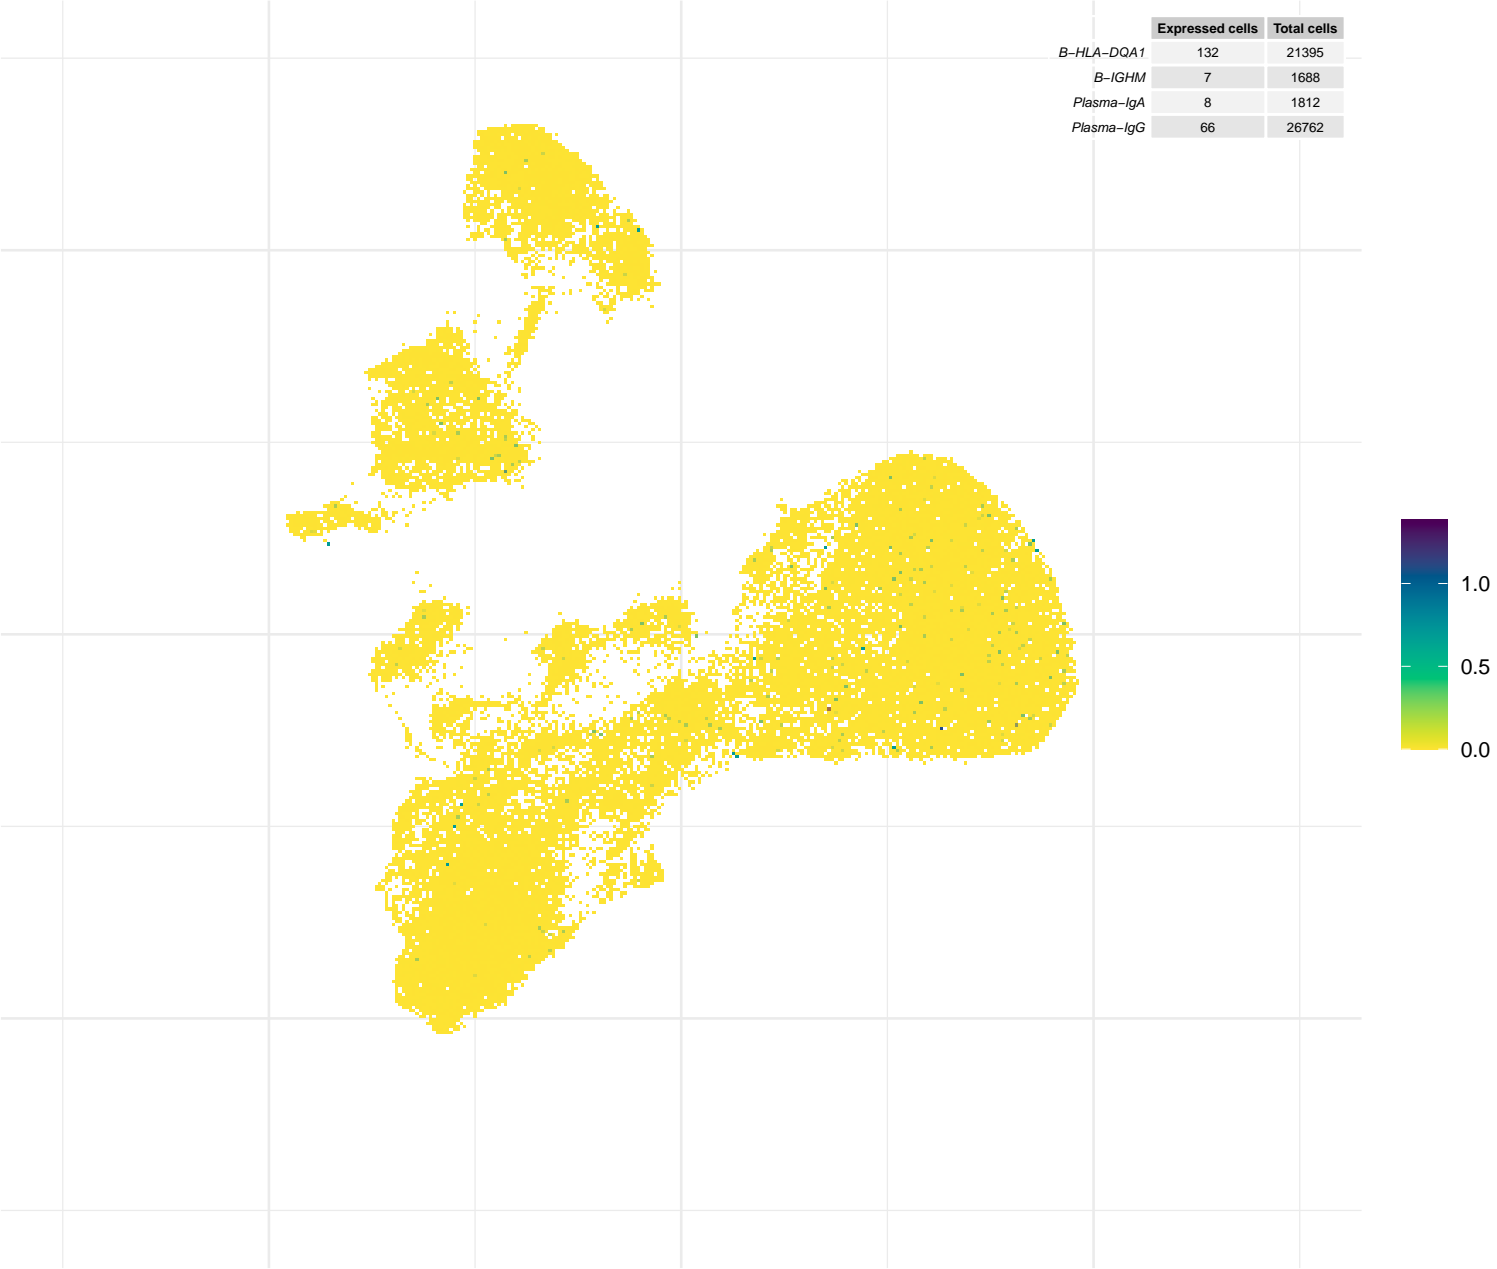 Expressed cells Total cells
B−HLA−DQA1 132 21395
B−IGHM 7 1688
Plasma−IgA 8 1812
Plasma−IgG 66 26762
1.0
0.5
0.0